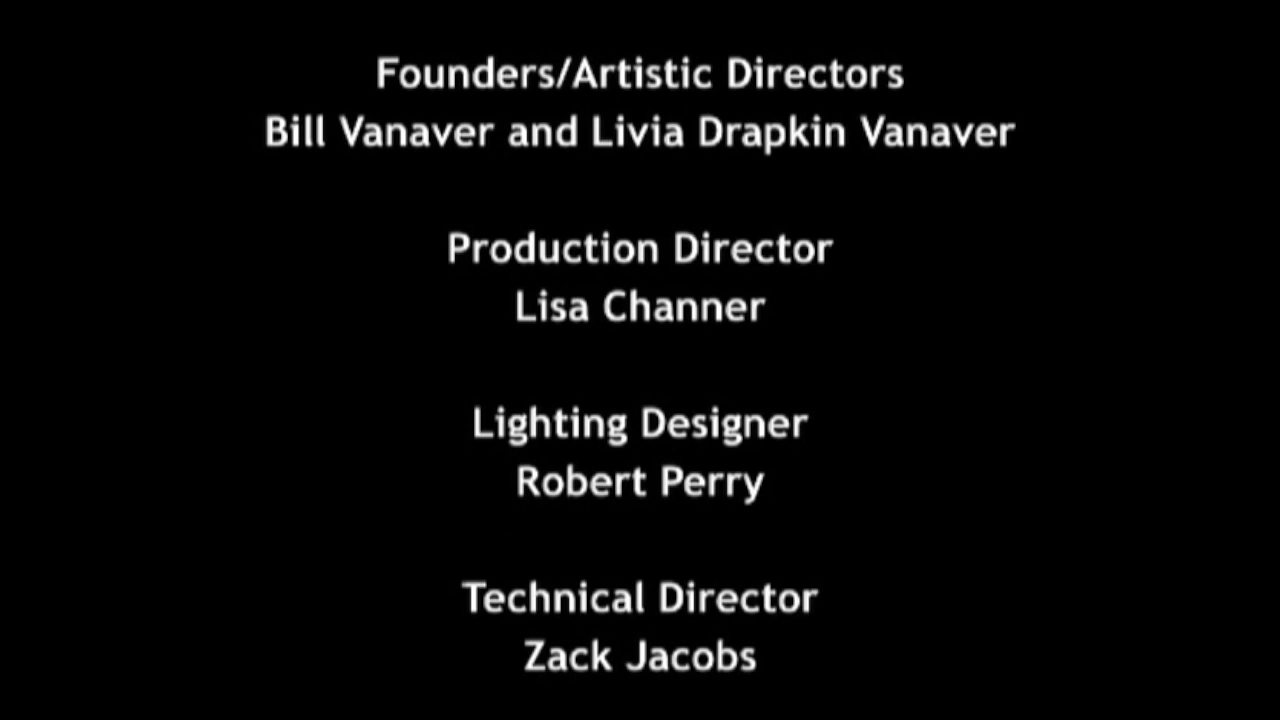 Founders/Artistic Directors
Bill Vanaver and Livia Drapkin Vanaver
Production Director
Lisa Channer
Lighting Designer
Robert Perry
Technical Director
Zack Jacobs